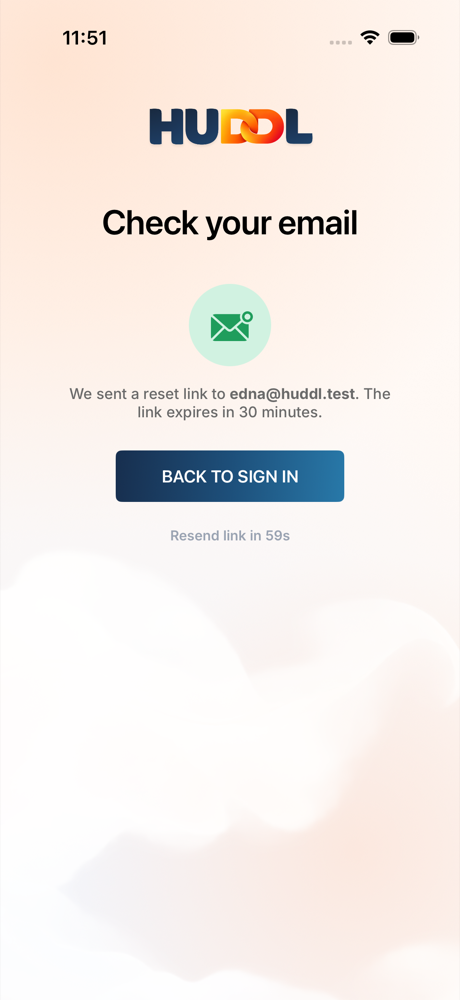 11:51
HUDDL
Check your email
We sent a reset link to edna@huddl.test. The
link expires in 30 minutes.
BACK TO SIGN IN
Resend link in 59s